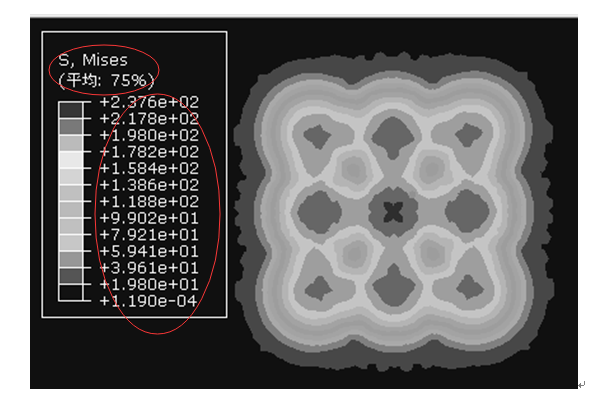 S, Mises
(平均: 75%)
+2.376e+02
+2.178e+02
+1.980e+02
+1.782e+02
+1.584e+02
+1.386e+02
+1.188e+02
+9.902e+01
+7.921e+01
+5.941e+01
+3.961e+01
+1.980e+01
+1.190e-04